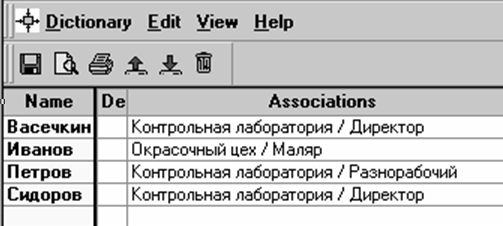 Dictionary Edit View Help
Name De Associations
Васечкин Контрольная лаборатория / Директор
Иванов Окрасочный цех / Маляр
Петров Контрольная лаборатория / Разнорабочий
Сидоров Контрольная лаборатория / Директор